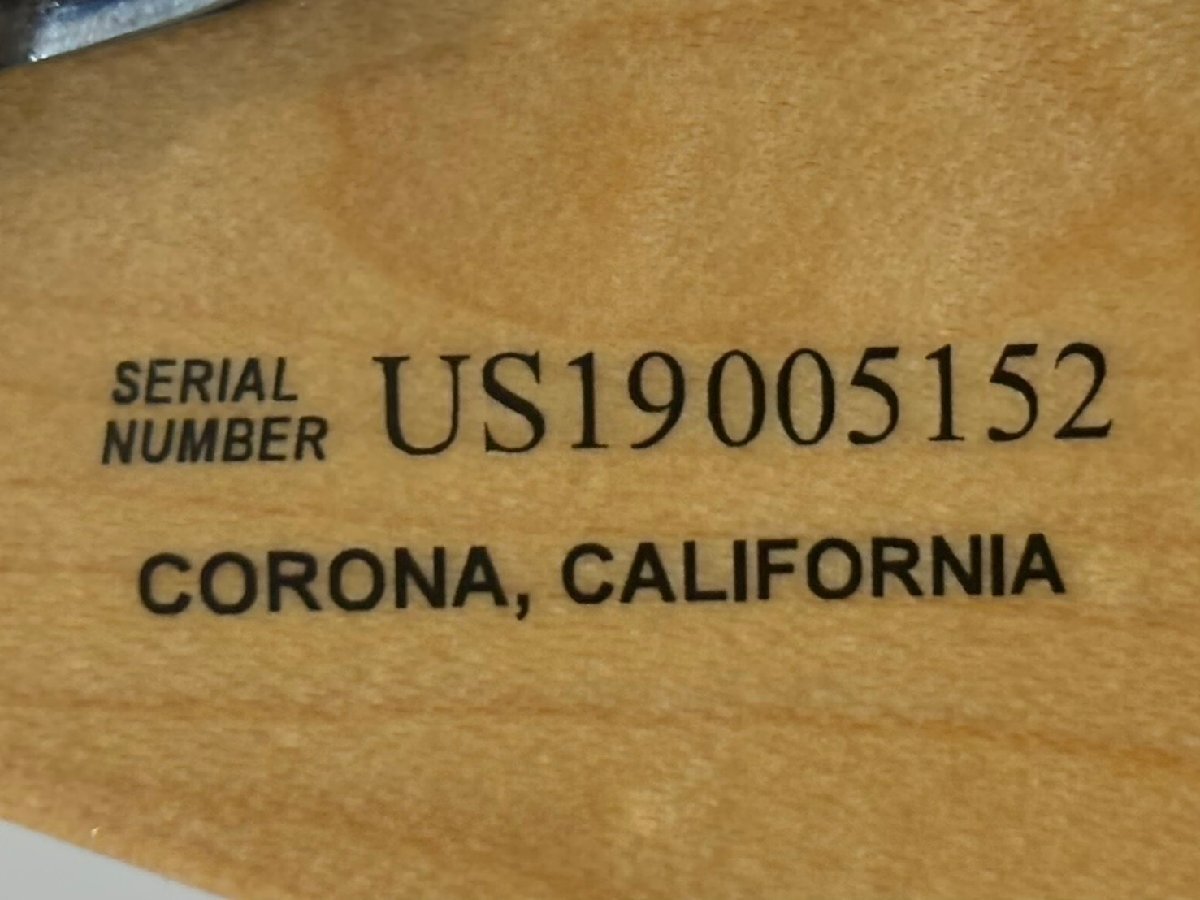 SERIAL
NUMBER US19005152
CORONA, CALIFORNIA